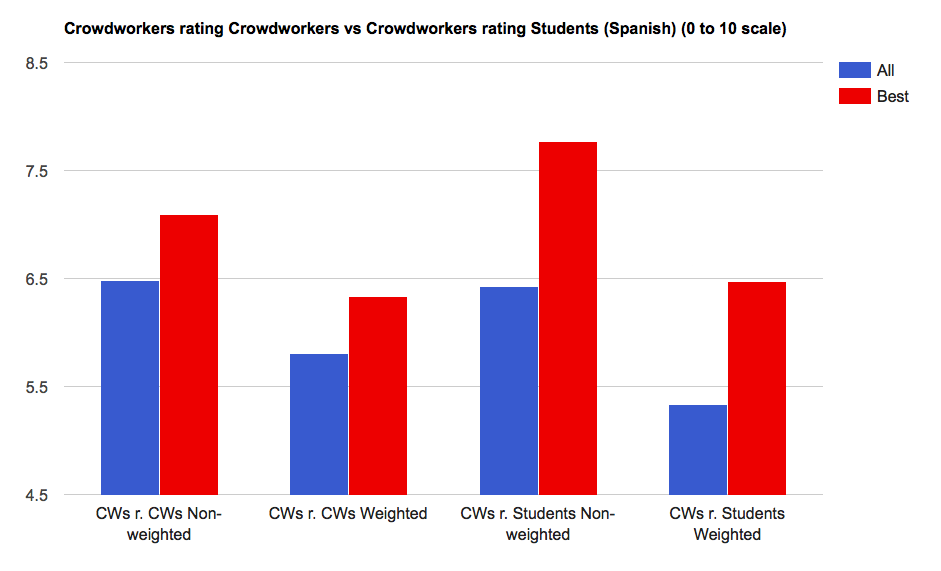 Crowdworkers rating Crowdworkers vs Crowdworkers rating Students (Spanish) (0 to 10 scale)
8.5
7.5
6.5
5.5
4.5
All
Best
CWs r. CWs Non-
weighted
CWs r. CWs Weighted
CWs r. Students Non-
weighted
CWs r. Students
Weighted